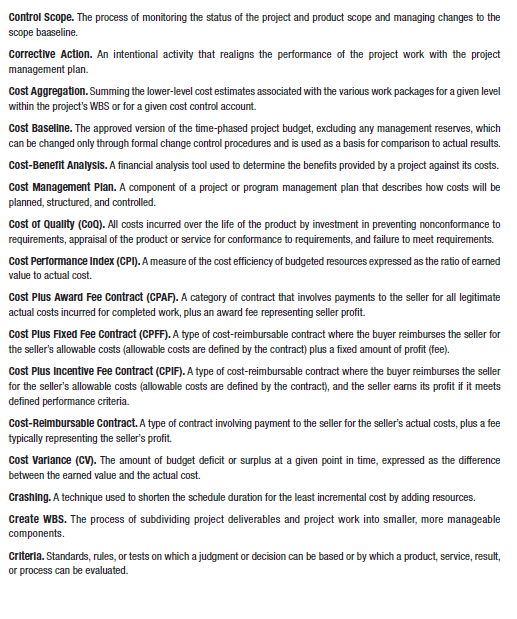 Control Scope. The process of monitoring the status of the project and product scope and managing changes to the
scope baaseline.
Corrective Action. An intentional activity that realigns the performance of the project work with the project
management plan.
Cost Aggregation. Summing the lower-level cost estimates associated with the various work packages for a given level
within the project's WBS or for a given cost control account.
Cost Baseline. The approved version of the time-phased project budget, excluding any management reserves, which
can be changed only through formal change control procedures and is used as a basis for comparison to actual results.
Cost-Benefit Analysis. A financial analysis tool used to determine the benefits provided by a project against its costs.
Cost Management Plan. A component of a project or program management plan that describes how costs will be
planned, structured, and controlled.
Cost of Quality (CoQ). All costs incurred over the life of the product by investment in preventing nonconformance to
requirements, appraisal of the product or service for conformance to requirements, and failure to meet requirements.
Cost Performance Index (CPI). A measure of the cost efficiency of budgeted resources expressed as the ratio of earned
value to actual cost.
Cost Plus Award Fee Contract (CPAF). A category of contract that involves payments to the seller for all legitimate
actual costs incurred for completed work, plus an award fee representing seller profit.
Cost Plus Fixed Fee Contract (CPFF). A type of cost-reimbursable contract where the buyer reimburses the seller for
the seller's allowable costs (allowable costs are defined by the contract) plus a fixed amount of profit (fee).
Cost Plus Incentive Fee Contract (CPIF). A type of cost-reimbursable contract where the buyer reimburses the seller
for the seller's allowable costs (allowable costs are defined by the contract), and the seller earns its profit if it meets
defined performance criteria.
Cost-Reimbursable Contract. A type of contract involving payment to the seller for the seller's actual costs, plus a fee
typically representing the seller's profit.
Cost Variance (CV). The amount of budget deficit or surplus at a given point in time, expressed as the difference
between the earned value and the actual cost.
Crashing. A technique used to shorten the schedule duration for the least incremental cost by adding resources.
Create WBS. The process of subdividing project deliverables and project work into smaller, more manageable
components.
Criteria. Standards, rules, or tests on which a judgment or decision can be based or by which a product, service, result,
or process can be evaluated.